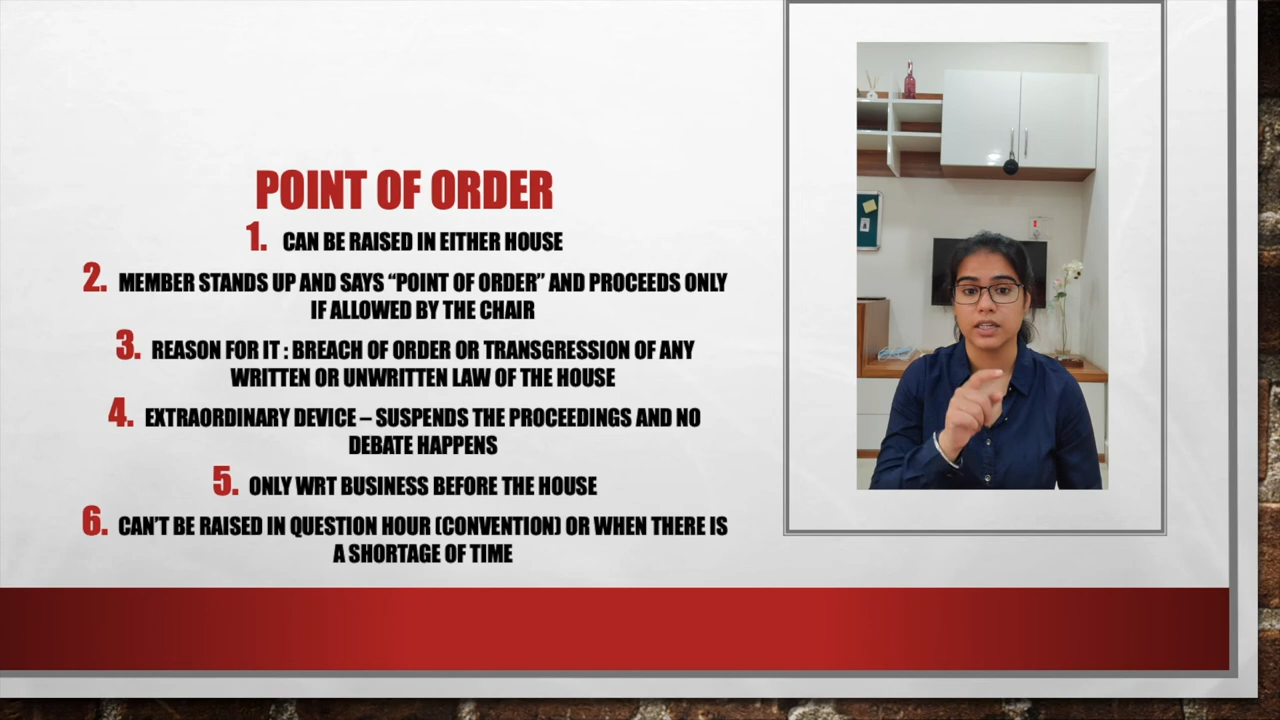 POINT OF ORDER
1. CAN BE RAISED IN EITHER HOUSE
2. MEMBER STANDS UP AND SAYS “POINT OF ORDER” AND PROCEEDS ONLY
IF ALLOWED BY THE CHAIR
3. REASON FOR IT : BREACH OF ORDER OR TRANSGRESSION OF ANY
WRITTEN OR UNWRITTEN LAW OF THE HOUSE
4. EXTRAORDINARY DEVICE – SUSPENDS THE PROCEEDINGS AND NO
DEBATE HAPPENS
5. ONLY WRT BUSINESS BEFORE THE HOUSE
6. CAN’T BE RAISED IN QUESTION HOUR (CONVENTION) OR WHEN THERE IS
A SHORTAGE OF TIME